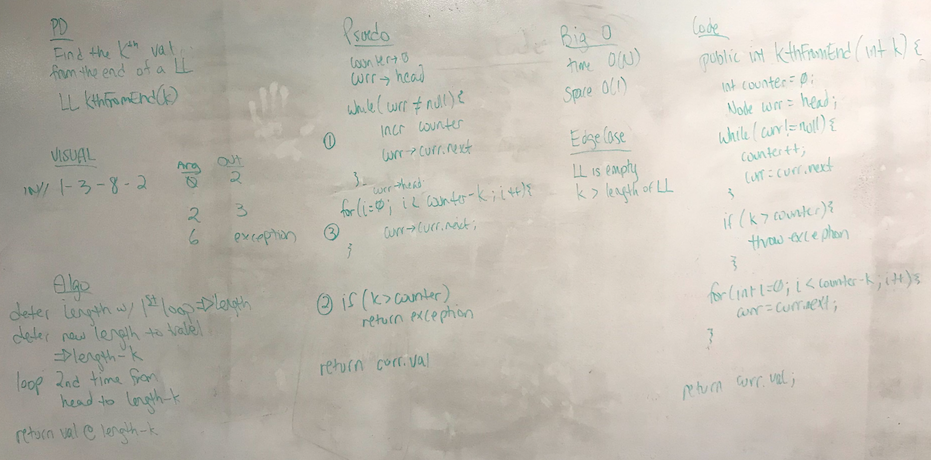 PD
Find the kth val
from the end of a LL
LL.KthFromEnd(k)
VISUAL
Arg Out
1-3-8-2 0 2
2 3
6 exception
Algo
deter length w/ 1st loop => length
deter new length to travel
=> length-k
loop 2nd time from
head to length-k
return val @ length-k
Psuedo
counter→0
curr→head
while(curr ≠ null){
① incr counter
curr→curr.next
}
curr→head
for(i=0; i < counter-k; i++){
③ curr→curr.next;
}
② if (k>counter)
return exception
return curr.val
Big O
time O(N)
Space O(1)
Edge Case
LL is empty
k > length of LL
Code
public int KthFromEnd(int k){
int counter=0;
Node curr = head;
while(curr!=null){
counter++;
curr=curr.next
}
if (k>counter){
throw exception
}
for(int i=0; i<counter-k; i++){
curr=curr.next;
}
return curr.val;